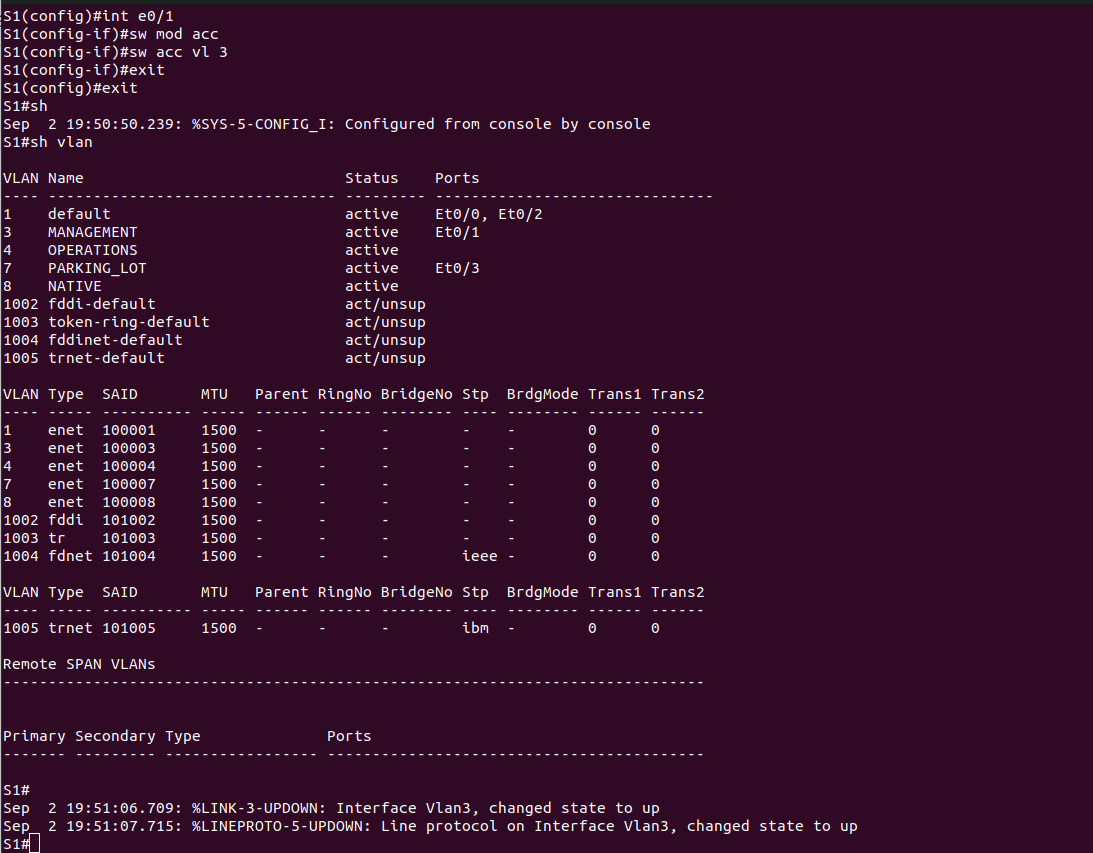 S1(config)#int e0/1
S1(config-if)#sw mod acc
S1(config-if)#sw acc vl 3
S1(config-if)#exit
S1(config)#exit
S1#sh
Sep  2 19:50:50.239: %SYS-5-CONFIG_I: Configured from console by console
S1#sh vlan

VLAN Name                             Status    Ports
---- -------------------------------- --------- -------------------------------
1    default                          active    Et0/0, Et0/2
3    MANAGEMENT                       active    Et0/1
4    OPERATIONS                       active
7    PARKING_LOT                      active    Et0/3
8    NATIVE                           active
1002 fddi-default                     act/unsup
1003 token-ring-default               act/unsup
1004 fddinet-default                  act/unsup
1005 trnet-default                    act/unsup

VLAN Type  SAID       MTU   Parent RingNo BridgeNo Stp  BrdgMode Trans1 Trans2
---- ----- ---------- ----- ------ ------ -------- ---- -------- ------ ------
1    enet  100001     1500  -      -      -        -    -        0      0
3    enet  100003     1500  -      -      -        -    -        0      0
4    enet  100004     1500  -      -      -        -    -        0      0
7    enet  100007     1500  -      -      -        -    -        0      0
8    enet  100008     1500  -      -      -        -    -        0      0
1002 fddi  101002     1500  -      -      -        -    -        0      0
1003 tr    101003     1500  -      -      -        -    -        0      0
1004 fdnet 101004     1500  -      -      -        ieee -        0      0

VLAN Type  SAID       MTU   Parent RingNo BridgeNo Stp  BrdgMode Trans1 Trans2
---- ----- ---------- ----- ------ ------ -------- ---- -------- ------ ------
1005 trnet 101005     1500  -      -      -        ibm  -        0      0

Remote SPAN VLANs
------------------------------------------------------------------------------

Primary Secondary Type              Ports
------- --------- ----------------- ------------------------------------------

S1#
Sep  2 19:51:06.709: %LINK-3-UPDOWN: Interface Vlan3, changed state to up
Sep  2 19:51:07.715: %LINEPROTO-5-UPDOWN: Line protocol on Interface Vlan3, changed state to up
S1#